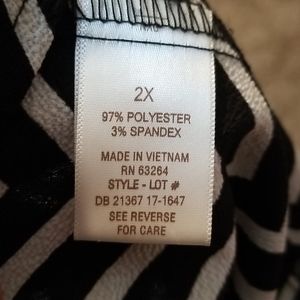 2X
97% POLYESTER
3% SPANDEX
MADE IN VIETNAM
RN 63264
STYLE - LOT #
DB 21367 17-1647
SEE REVERSE
FOR CARE